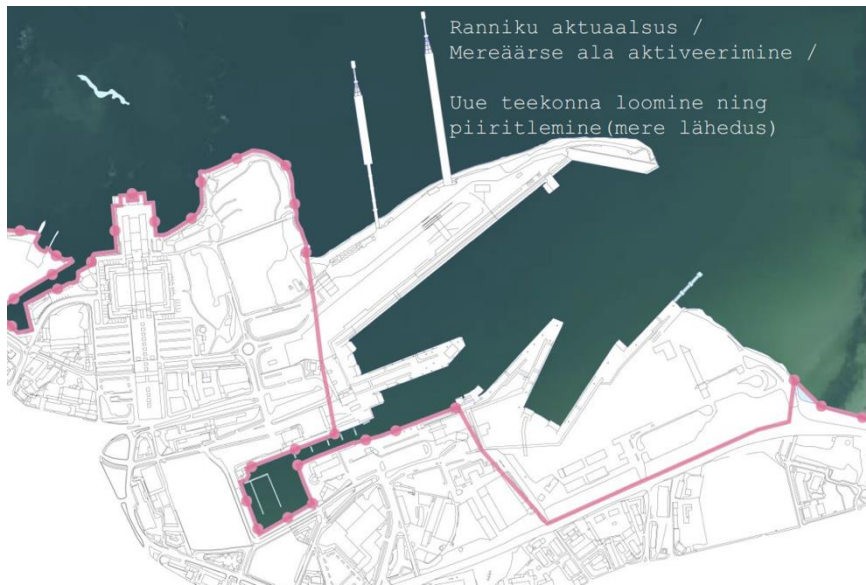 Ranniku aktuaalsus /
Mereäärse ala aktiveerimine /
Uue teekonna loomine ning
piiritlemine(mere lähedus)